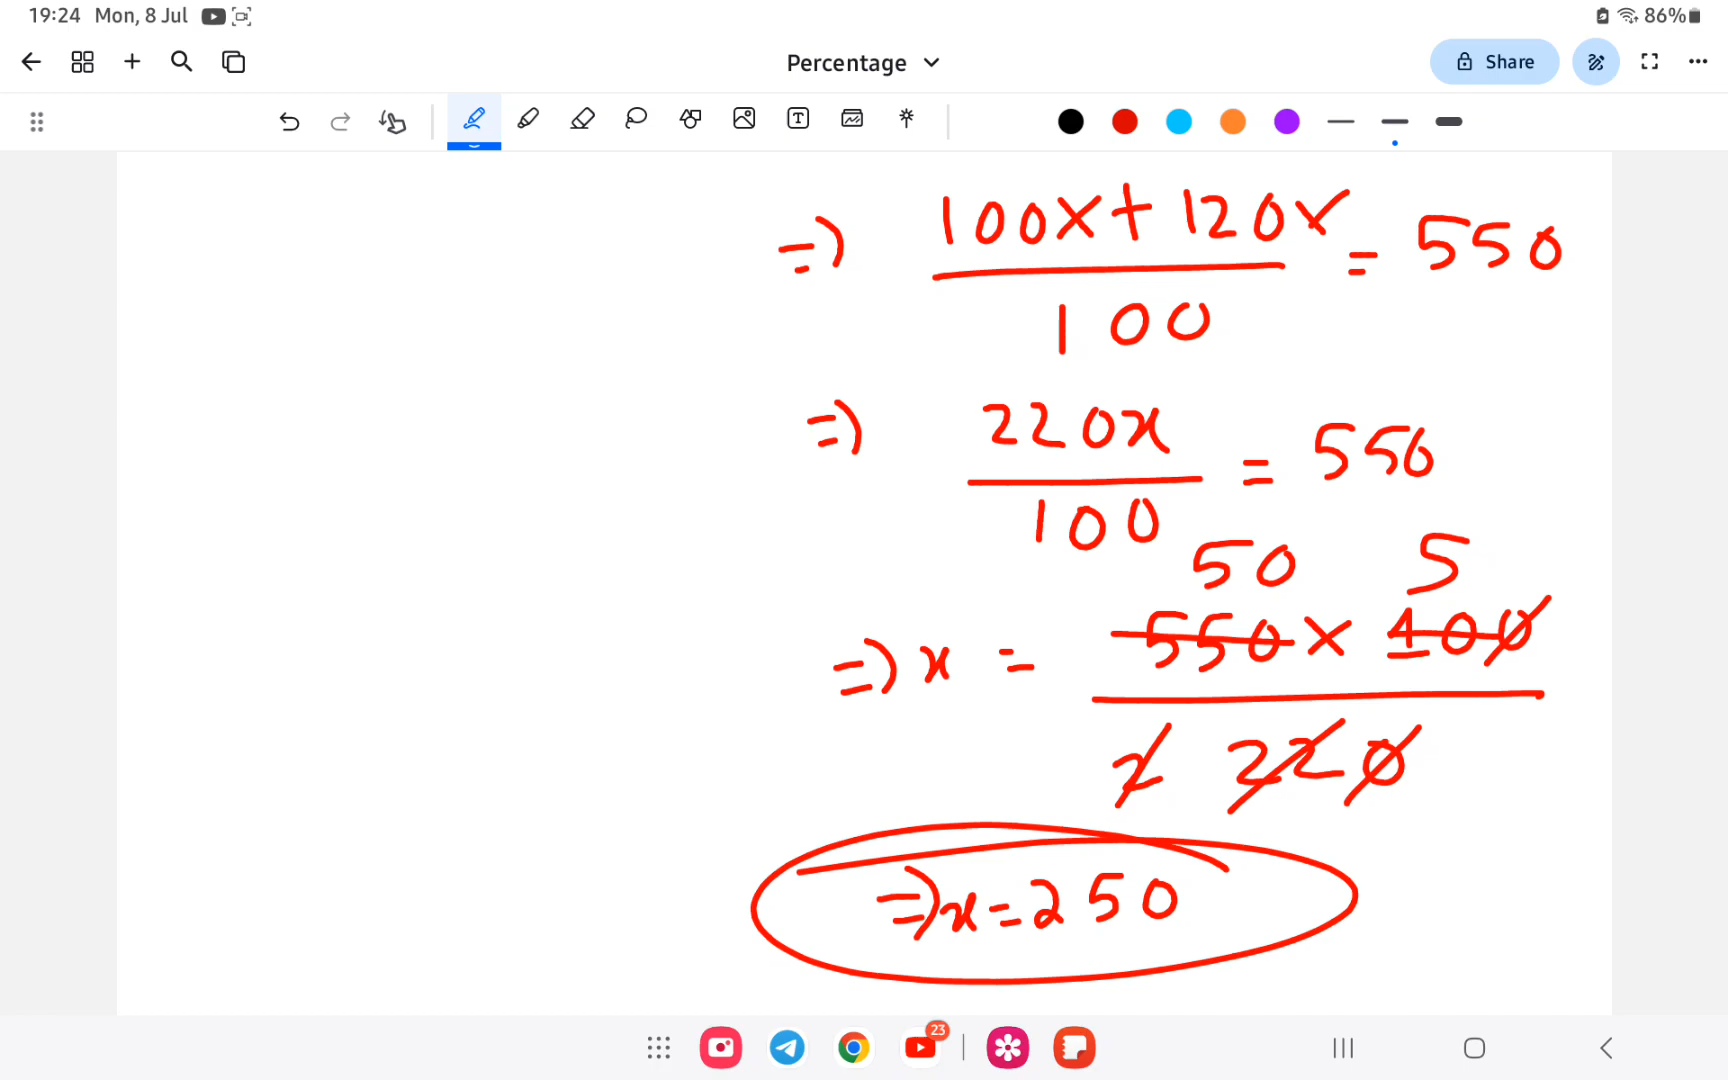 19:24 Mon, 8 Jul 86%
Percentage
Share
T
=> 100x + 120x = 550
100
=> 220x = 550
100
50 5
=> x = 550 x 100
2 220
=> x = 250
23